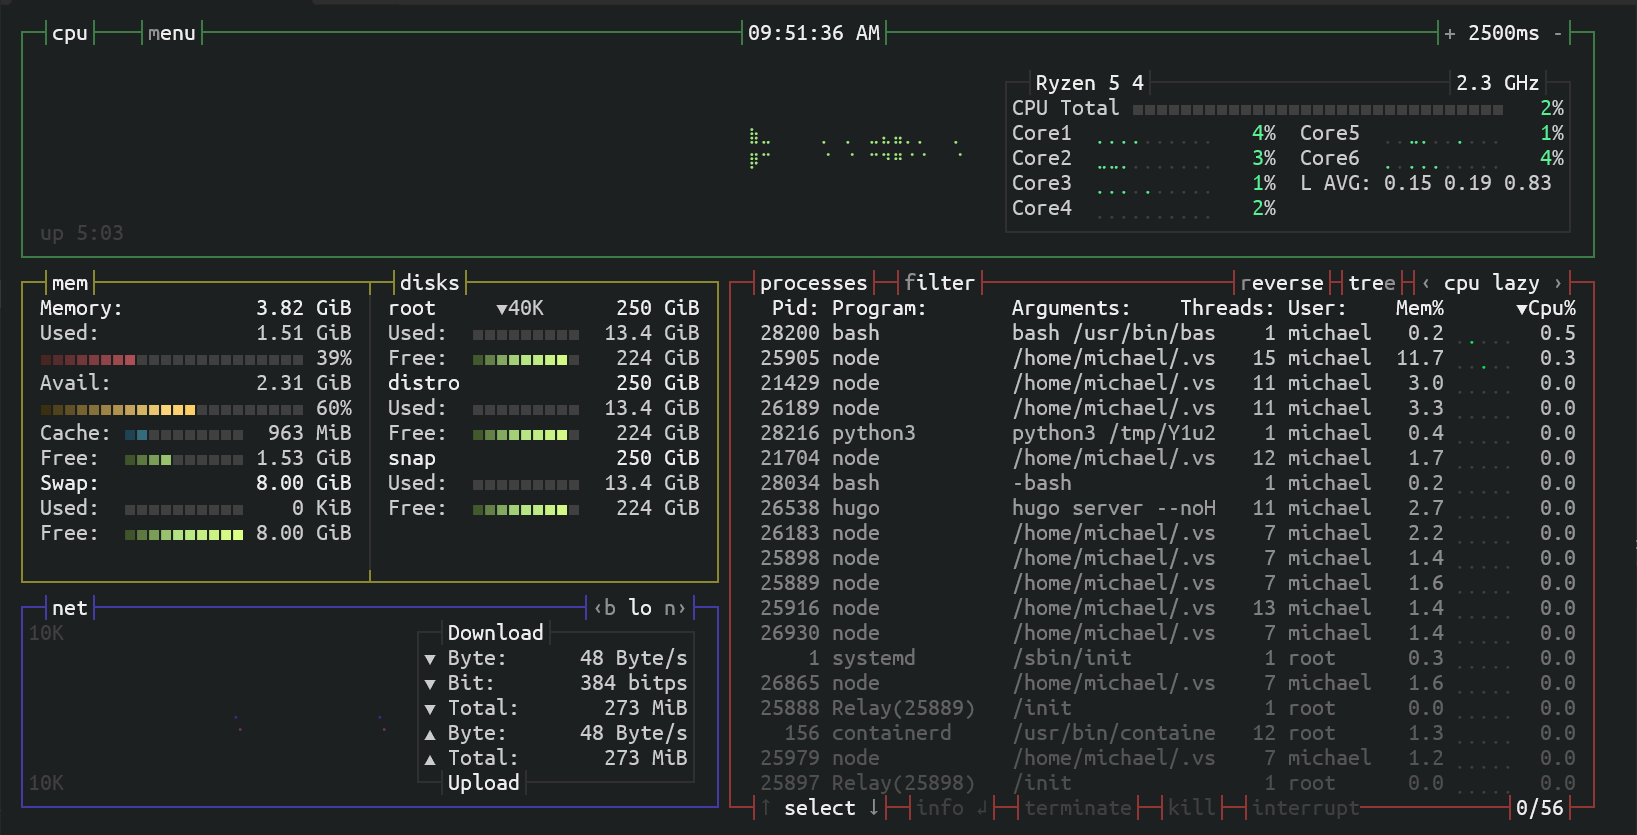 cpu menu 09:51:36 AM + 2500ms -
Ryzen 5 4 2.3 GHz
CPU Total 2%
Core1 4% Core5 1%
Core2 3% Core6 4%
Core3 1% L AVG: 0.15 0.19 0.83
Core4 2%
up 5:03
mem
Memory: 3.82 GiB
Used: 1.51 GiB
39%
Avail: 2.31 GiB
60%
Cache: 963 MiB
Free: 1.53 GiB
Swap: 8.00 GiB
Used: 0 KiB
Free: 8.00 GiB
disks
root ▼40K 250 GiB
Used: 13.4 GiB
Free: 224 GiB
distro 250 GiB
Used: 13.4 GiB
Free: 224 GiB
snap 250 GiB
Used: 13.4 GiB
Free: 224 GiB
net ‹b lo n›
10K
Download
▼ Byte: 48 Byte/s
▼ Bit: 384 bitps
▼ Total: 273 MiB
▲ Byte: 48 Byte/s
▲ Total: 273 MiB
Upload
10K
processes filter reverse tree ‹ cpu lazy ›
Pid: Program: Arguments: Threads: User: Mem% ▼Cpu%
28200 bash bash /usr/bin/bas 1 michael 0.2 0.5
25905 node /home/michael/.vs 15 michael 11.7 0.3
21429 node /home/michael/.vs 11 michael 3.0 0.0
26189 node /home/michael/.vs 11 michael 3.3 0.0
28216 python3 python3 /tmp/Y1u2 1 michael 0.4 0.0
21704 node /home/michael/.vs 12 michael 1.7 0.0
28034 bash -bash 1 michael 0.2 0.0
26538 hugo hugo server --noH 11 michael 2.7 0.0
26183 node /home/michael/.vs 7 michael 2.2 0.0
25898 node /home/michael/.vs 7 michael 1.4 0.0
25889 node /home/michael/.vs 7 michael 1.6 0.0
25916 node /home/michael/.vs 13 michael 1.4 0.0
26930 node /home/michael/.vs 7 michael 1.4 0.0
1 systemd /sbin/init 1 root 0.3 0.0
26865 node /home/michael/.vs 7 michael 1.6 0.0
25888 Relay(25889) /init 1 root 0.0 0.0
156 containerd /usr/bin/containe 12 root 1.3 0.0
25979 node /home/michael/.vs 7 michael 1.2 0.0
25897 Relay(25898) /init 1 root 0.0 0.0
↑ select ↓ info ↲ terminate kill interrupt 0/56